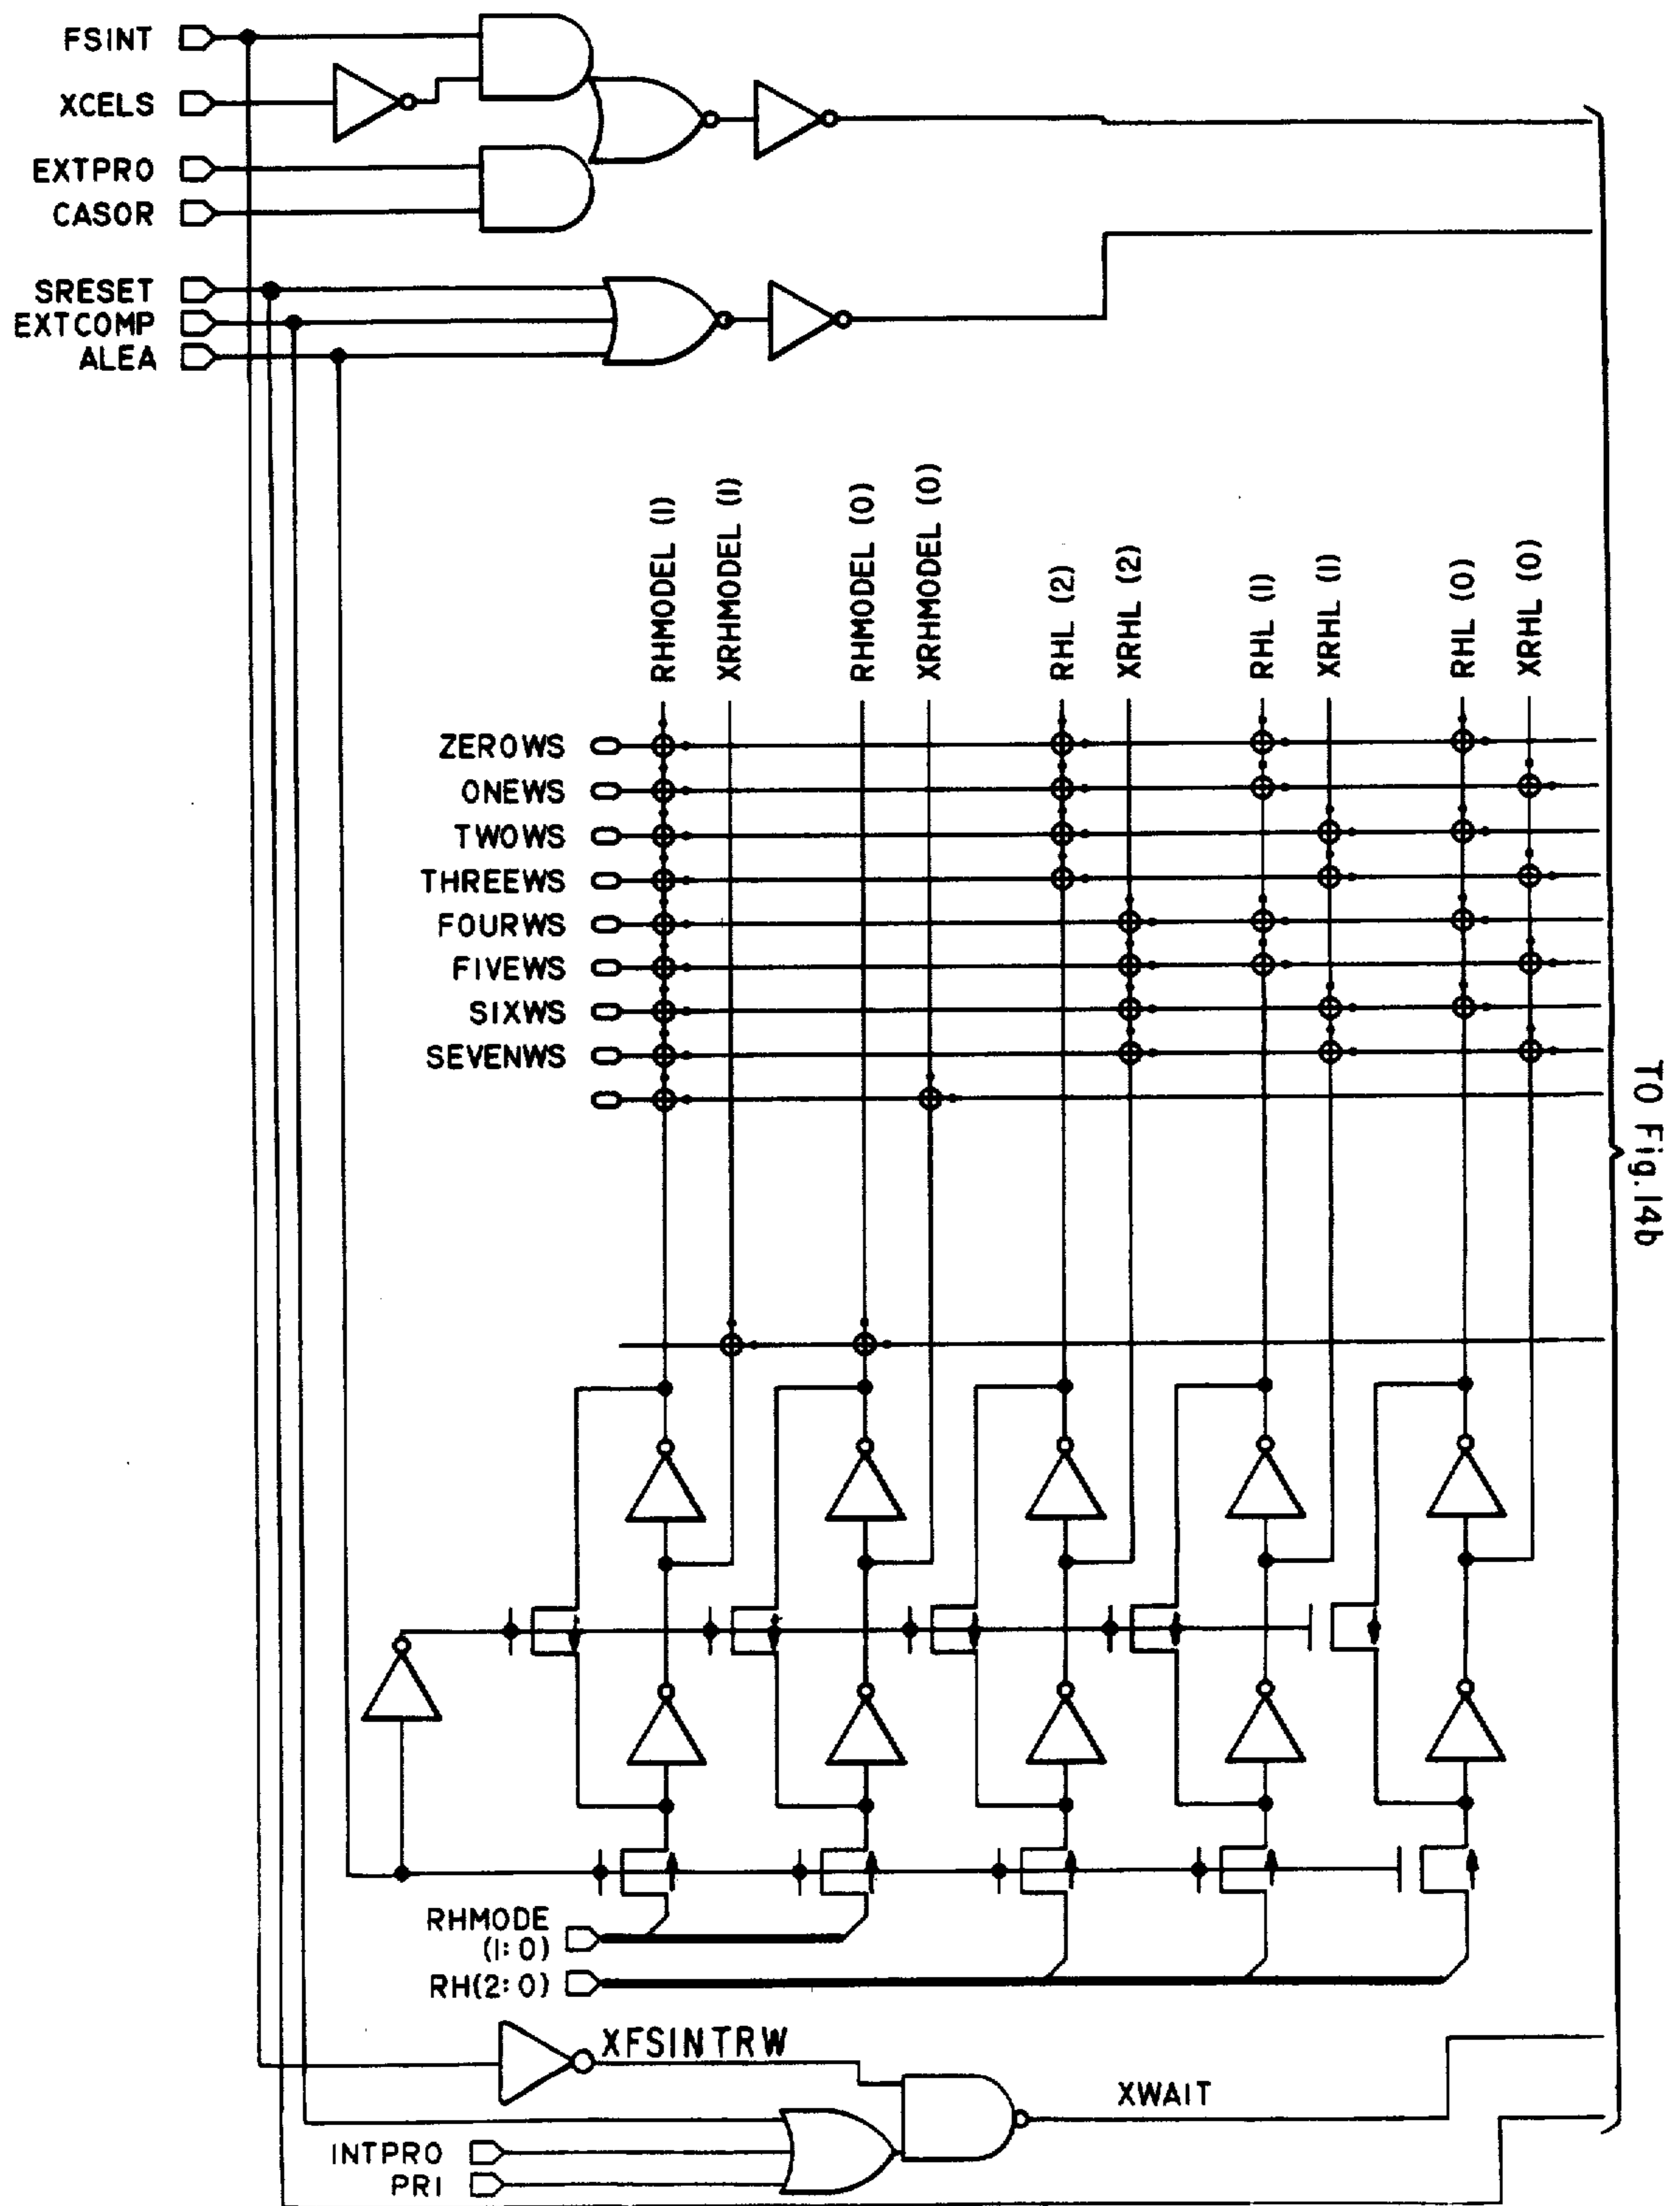 FSINT
XCELS
EXTPRO
CASOR
SRESET
EXTCOMP
ALEA
RHMODEL (1)
XRHMODEL (1)
RHMODEL (0)
XRHMODEL (0)
RHL (2)
XRHL (2)
RHL (1)
XRHL (1)
RHL (0)
XRHL (0)
ZEROWS
ONEWS
TWOWS
THREEWS
FOURWS
FIVEWS
SIXWS
SEVENWS
TO Fig.14b
RHMODE
(1:0)
RH(2:0)
XFSINTRW
XWAIT
INTPRO
PRI